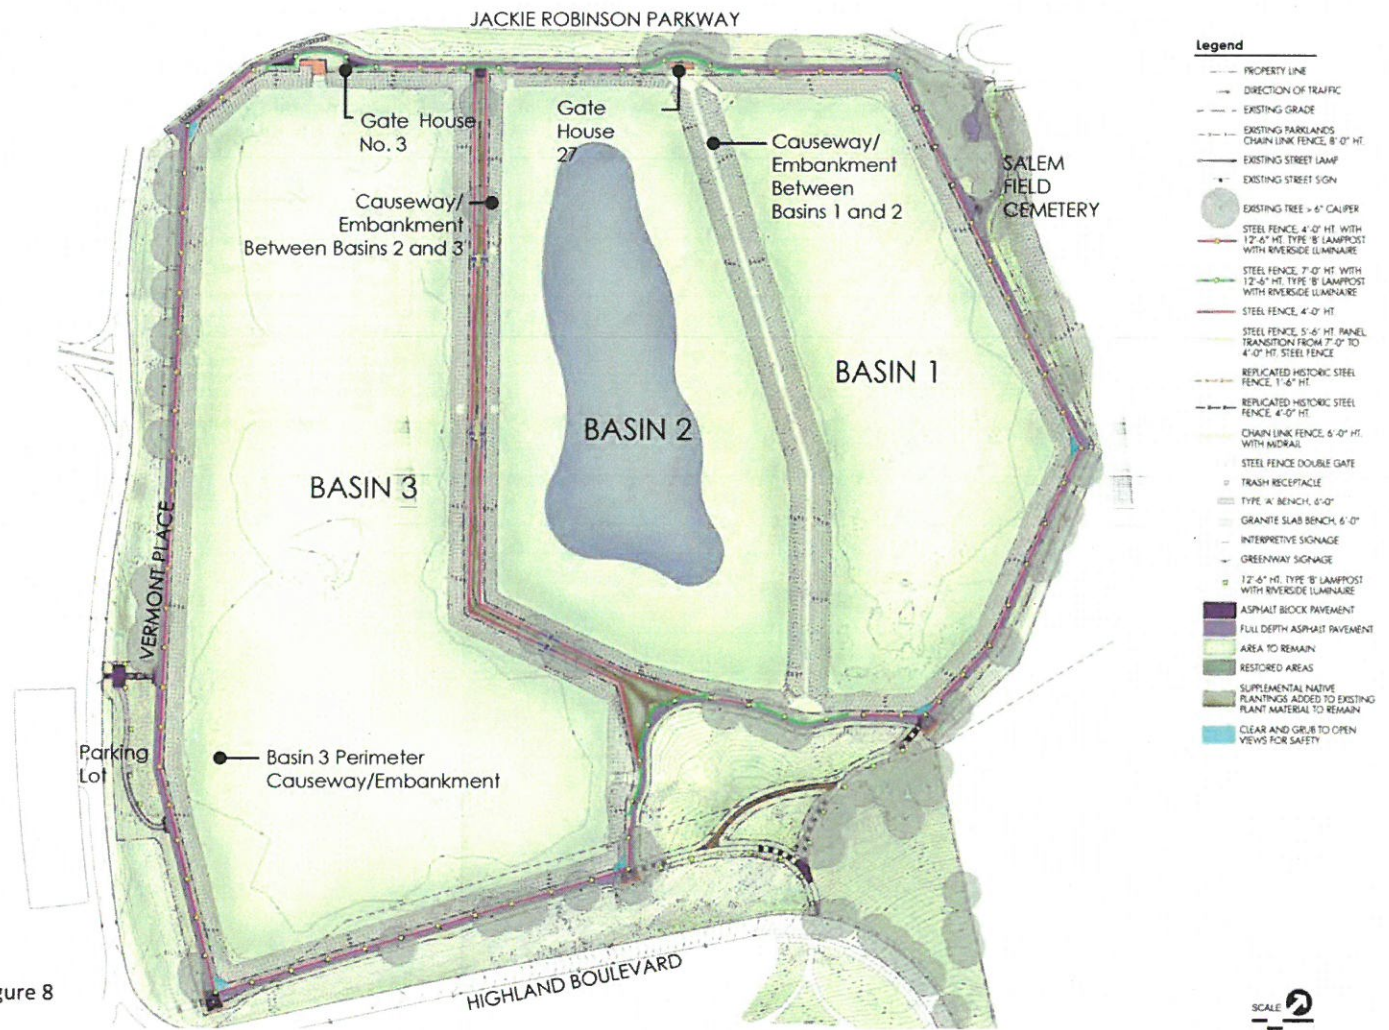 JACKIE ROBINSON PARKWAY
Gate House
No. 3
Gate
House
27
Causeway/
Embankment
Between
Basins 1 and 2
SALEM
FIELD
CEMETERY
Causeway/
Embankment
Between Basins 2 and 3
BASIN 1
BASIN 2
BASIN 3
VERMONT PLACE
Parking
Lot
Basin 3 Perimeter
Causeway/Embankment
HIGHLAND BOULEVARD
gure 8
Legend
PROPERTY LINE
DIRECTION OF TRAFFIC
EXISTING GRADE
EXISTING PARKLANDS
CHAIN LINK FENCE, 8'-0" HT.
EXISTING STREET LAMP
EXISTING STREET SIGN
EXISTING TREE > 6" CALIPER
STEEL FENCE, 4'-0" HT. WITH
12'-6" HT. TYPE 'B' LAMPPOST
WITH RIVERSIDE LUMINAIRE
STEEL FENCE, 7'-0" HT. WITH
12'-6" HT. TYPE 'B' LAMPPOST
WITH RIVERSIDE LUMINAIRE
STEEL FENCE, 4'-0" HT.
STEEL FENCE, 5'-6" HT. PANEL
TRANSITION FROM 7'-0" TO
4'-0" HT. STEEL FENCE
REPLICATED HISTORIC STEEL
FENCE, 1'-6" HT.
REPLICATED HISTORIC STEEL
FENCE, 4'-0" HT.
CHAIN LINK FENCE, 6'-0" HT.
WITH MIDRAIL
STEEL FENCE DOUBLE GATE
TRASH RECEPTACLE
TYPE 'A' BENCH, 6'-0"
GRANITE SLAB BENCH, 6'-0"
INTERPRETIVE SIGNAGE
GREENWAY SIGNAGE
12'-6" HT. TYPE 'B' LAMPPOST
WITH RIVERSIDE LUMINAIRE
ASPHALT BLOCK PAVEMENT
FULL DEPTH ASPHALT PAVEMENT
AREA TO REMAIN
RESTORED AREAS
SUPPLEMENTAL NATIVE
PLANTINGS ADDED TO EXISTING
PLANT MATERIAL TO REMAIN
CLEAR AND GRUB TO OPEN
VIEWS FOR SAFETY
SCALE